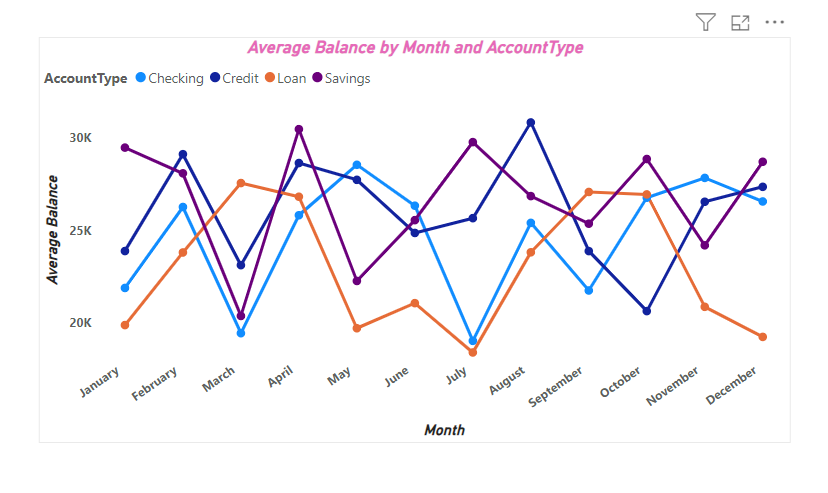 Average Balance by Month and AccountType
AccountType Checking Credit Loan Savings
30K
25K
20K
Average Balance
January February March April May June July August September October November December
Month